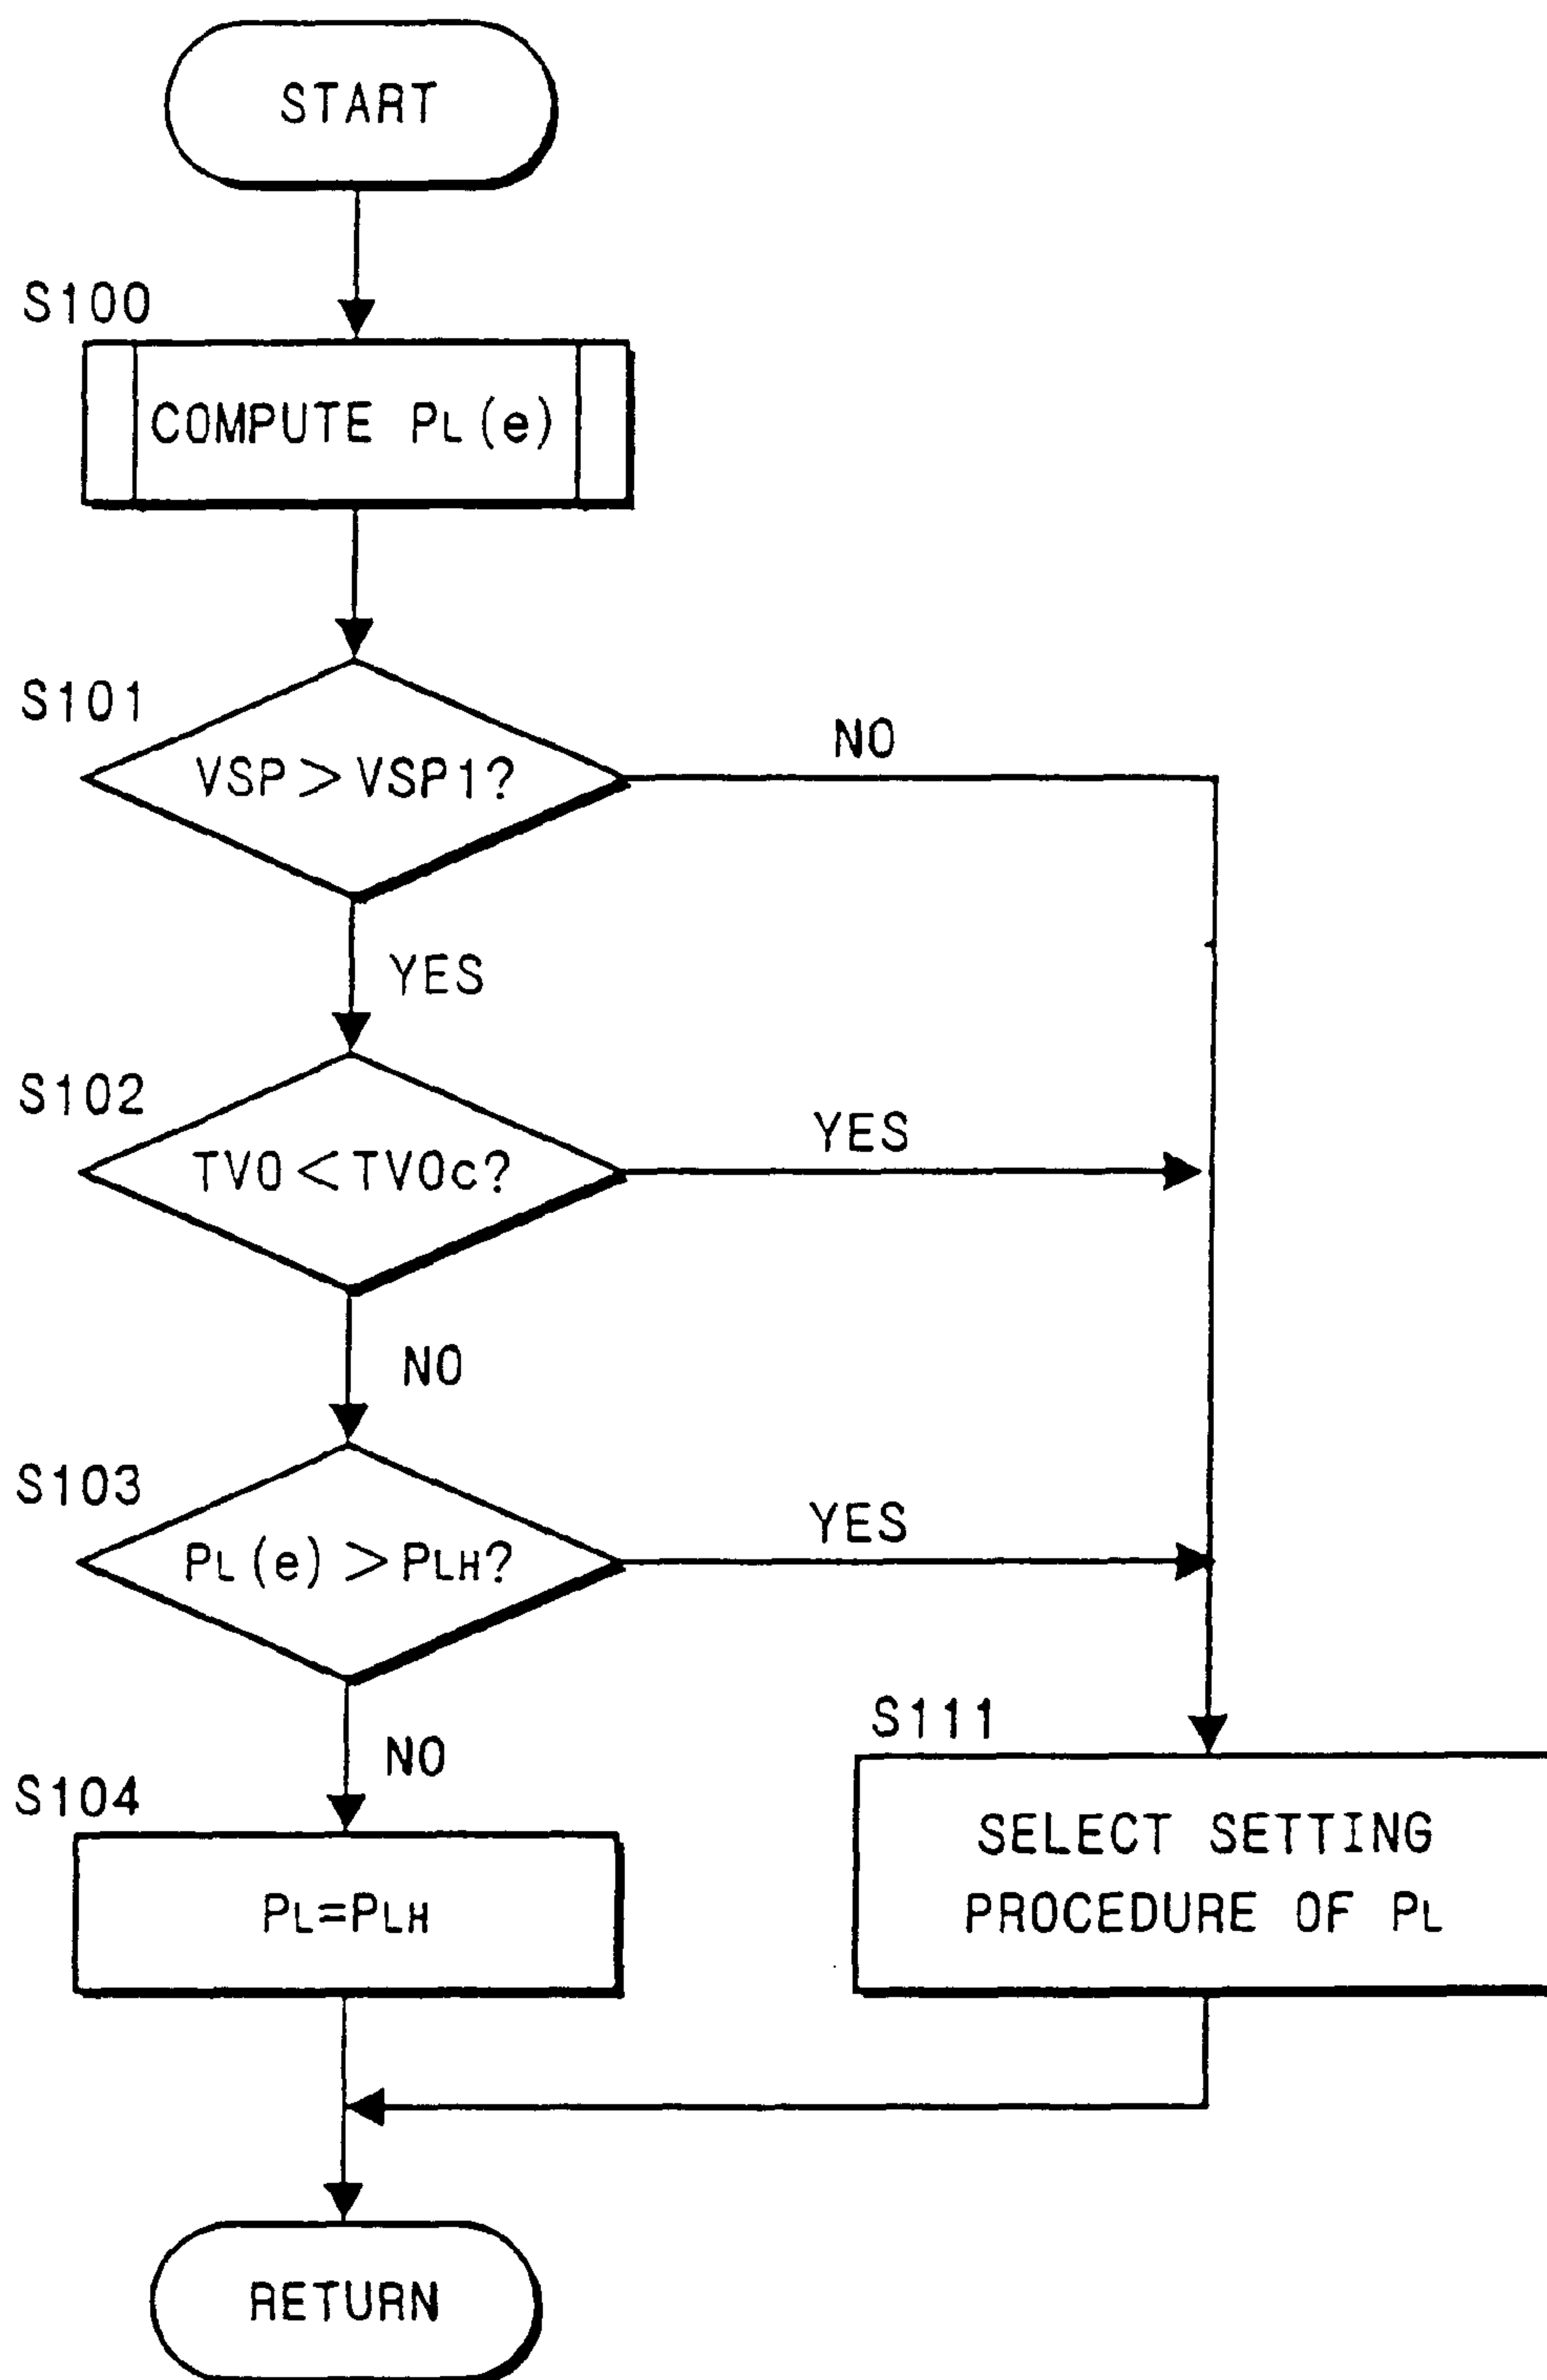 START
S100
COMPUTE PL(e)
S101
VSP>VSP1?
NO
YES
S102
TVO<TVOc?
YES
NO
S103
PL(e)>PLH?
YES
NO
S104
PL=PLH
S111
SELECT SETTING
PROCEDURE OF PL
RETURN